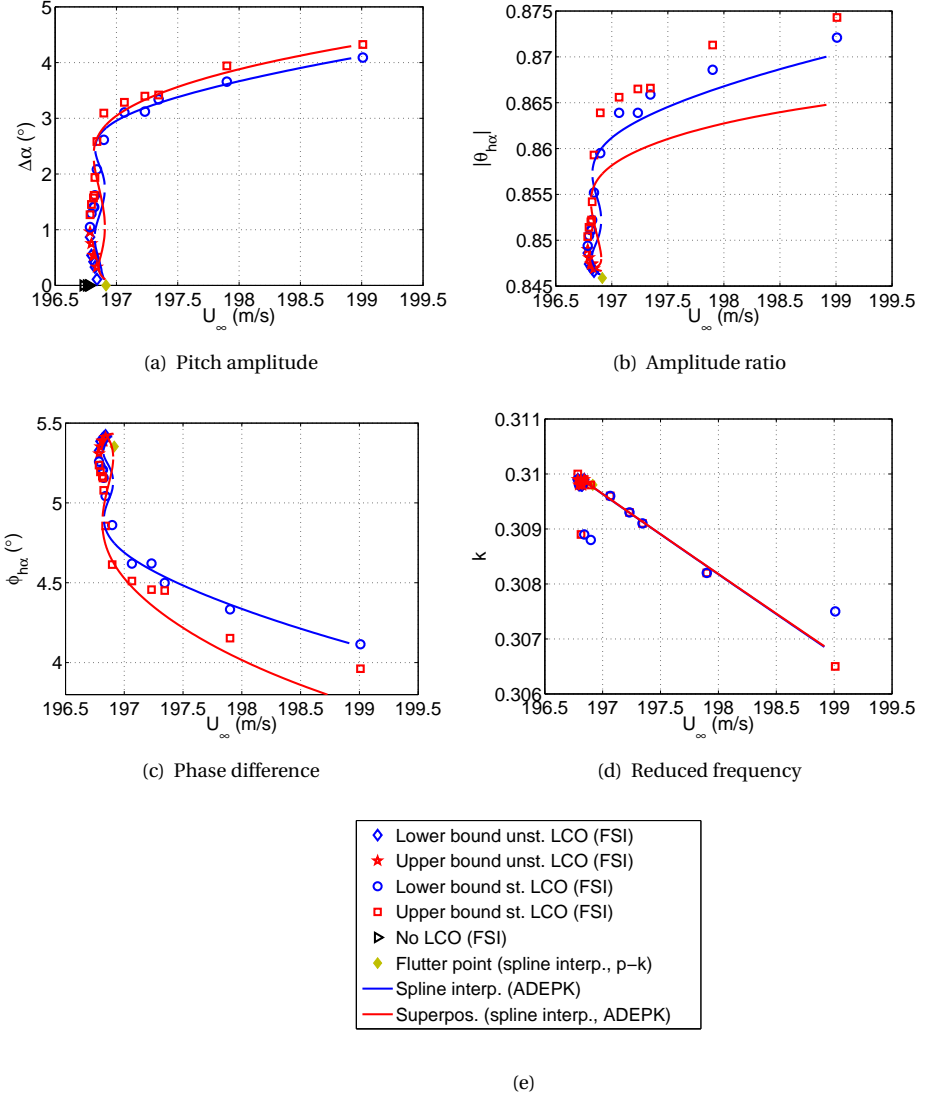 5
4
3
2
1
0
Δα (°)
196.5 197 197.5 198 198.5 199 199.5
U∞ (m/s)
(a) Pitch amplitude
0.875
0.87
0.865
0.86
0.855
0.85
0.845
|θhα|
196.5 197 197.5 198 198.5 199 199.5
U∞ (m/s)
(b) Amplitude ratio
5.5
5
4.5
4
ϕhα (°)
196.5 197 197.5 198 198.5 199 199.5
U∞ (m/s)
(c) Phase difference
0.311
0.31
0.309
0.308
0.307
0.306
k
196.5 197 197.5 198 198.5 199 199.5
U∞ (m/s)
(d) Reduced frequency
Lower bound unst. LCO (FSI)
Upper bound unst. LCO (FSI)
Lower bound st. LCO (FSI)
Upper bound st. LCO (FSI)
No LCO (FSI)
Flutter point (spline interp., p−k)
Spline interp. (ADEPK)
Superpos. (spline interp., ADEPK)
(e)